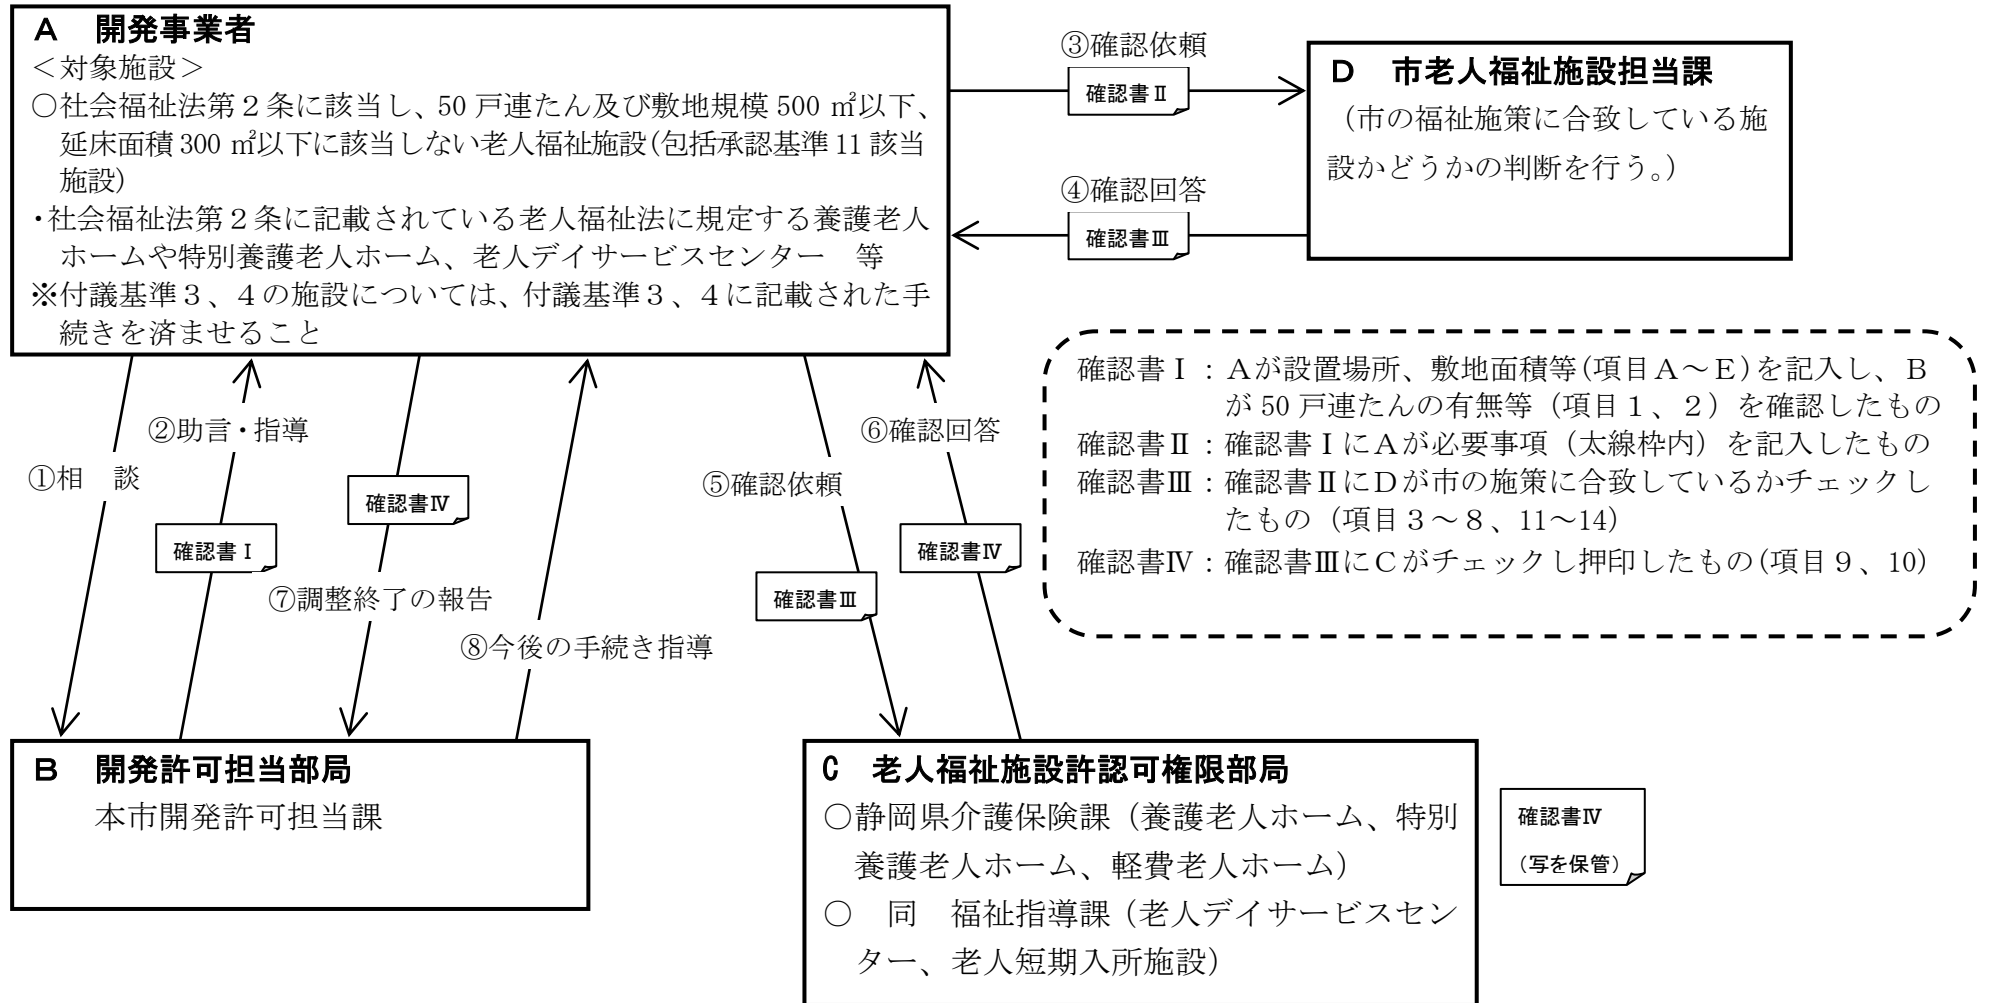 A 開発事業者
＜対象施設＞
○社会福祉法第２条に該当し、50 戸連たん及び敷地規模 500 ㎡以下、
延床面積 300 ㎡以下に該当しない老人福祉施設(包括承認基準 11 該当
施設)
・社会福祉法第２条に記載されている老人福祉法に規定する養護老人
ホームや特別養護老人ホーム、老人デイサービスセンター　等
※付議基準３、４の施設については、付議基準３、４に記載された手
続きを済ませること
③確認依頼
確認書Ⅱ
④確認回答
確認書Ⅲ
D 市老人福祉施設担当課
（市の福祉施策に合致している施
設かどうかの判断を行う。）
確認書Ⅰ：Ａが設置場所、敷地面積等(項目Ａ～Ｅ)を記入し、Ｂ
が 50 戸連たんの有無等（項目１、２）を確認したもの
確認書Ⅱ：確認書ⅠにＡが必要事項（太線枠内）を記入したもの
確認書Ⅲ：確認書ⅡにＤが市の施策に合致しているかチェックし
たもの（項目３～８、11～14）
確認書Ⅳ：確認書ⅢにＣがチェックし押印したもの(項目９、10)
①相　談
②助言・指導
確認書Ⅰ
確認書Ⅳ
⑦調整終了の報告
⑧今後の手続き指導
⑤確認依頼
確認書Ⅲ
⑥確認回答
確認書Ⅳ
B 開発許可担当部局
本市開発許可担当課
C 老人福祉施設許認可権限部局
○静岡県介護保険課（養護老人ホーム、特別
養護老人ホーム、軽費老人ホーム）
○　同　福祉指導課（老人デイサービスセン
ター、老人短期入所施設）
確認書Ⅳ
（写を保管）